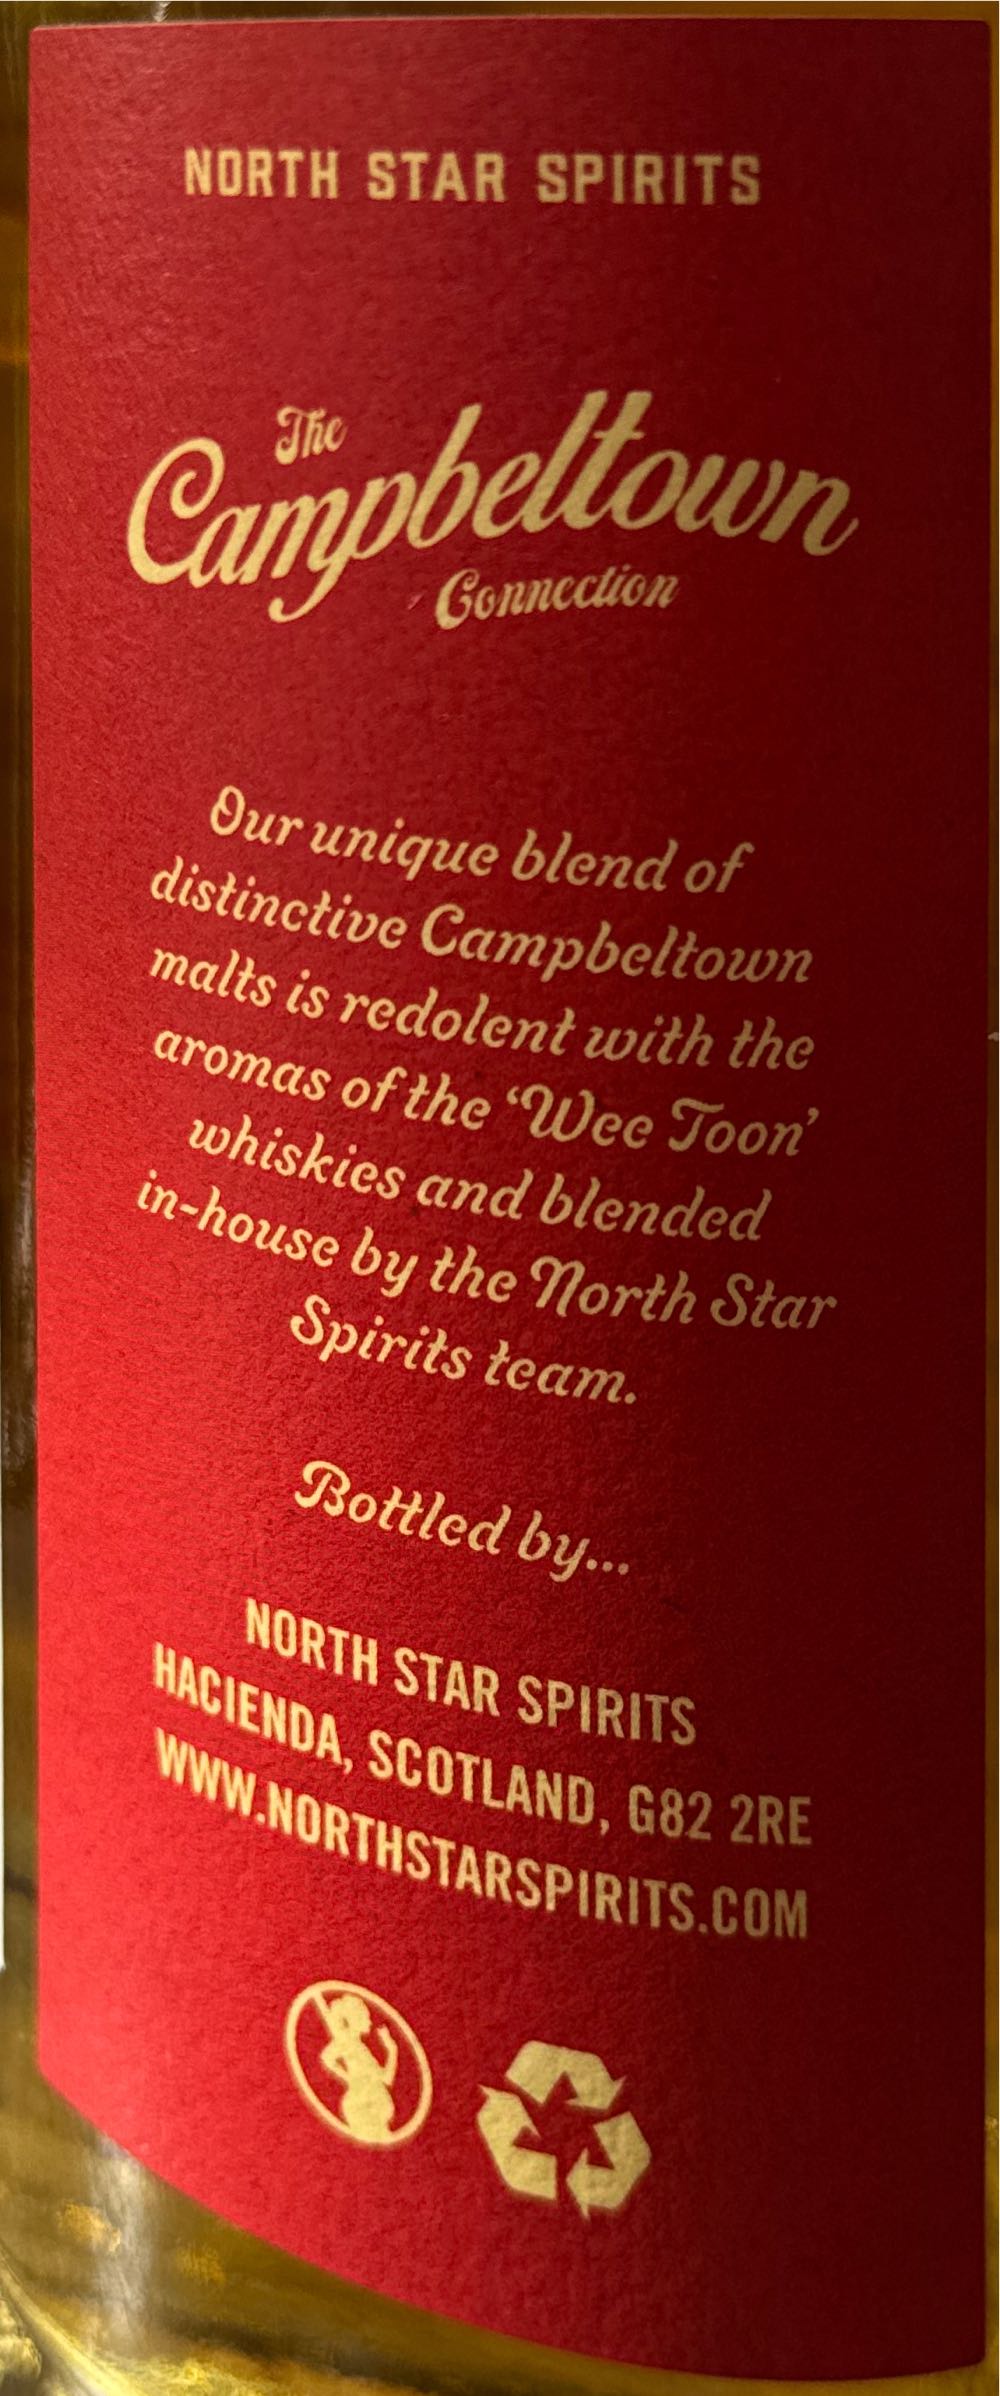 NORTH STAR SPIRITS
The
Campbeltown
Connection
Our unique blend of
distinctive Campbeltown
malts is redolent with the
aromas of the ‘Wee Toon’
whiskies and blended
in-house by the North Star
Spirits team.
Bottled by...
NORTH STAR SPIRITS
HACIENDA, SCOTLAND, G82 2RE
WWW.NORTHSTARSPIRITS.COM